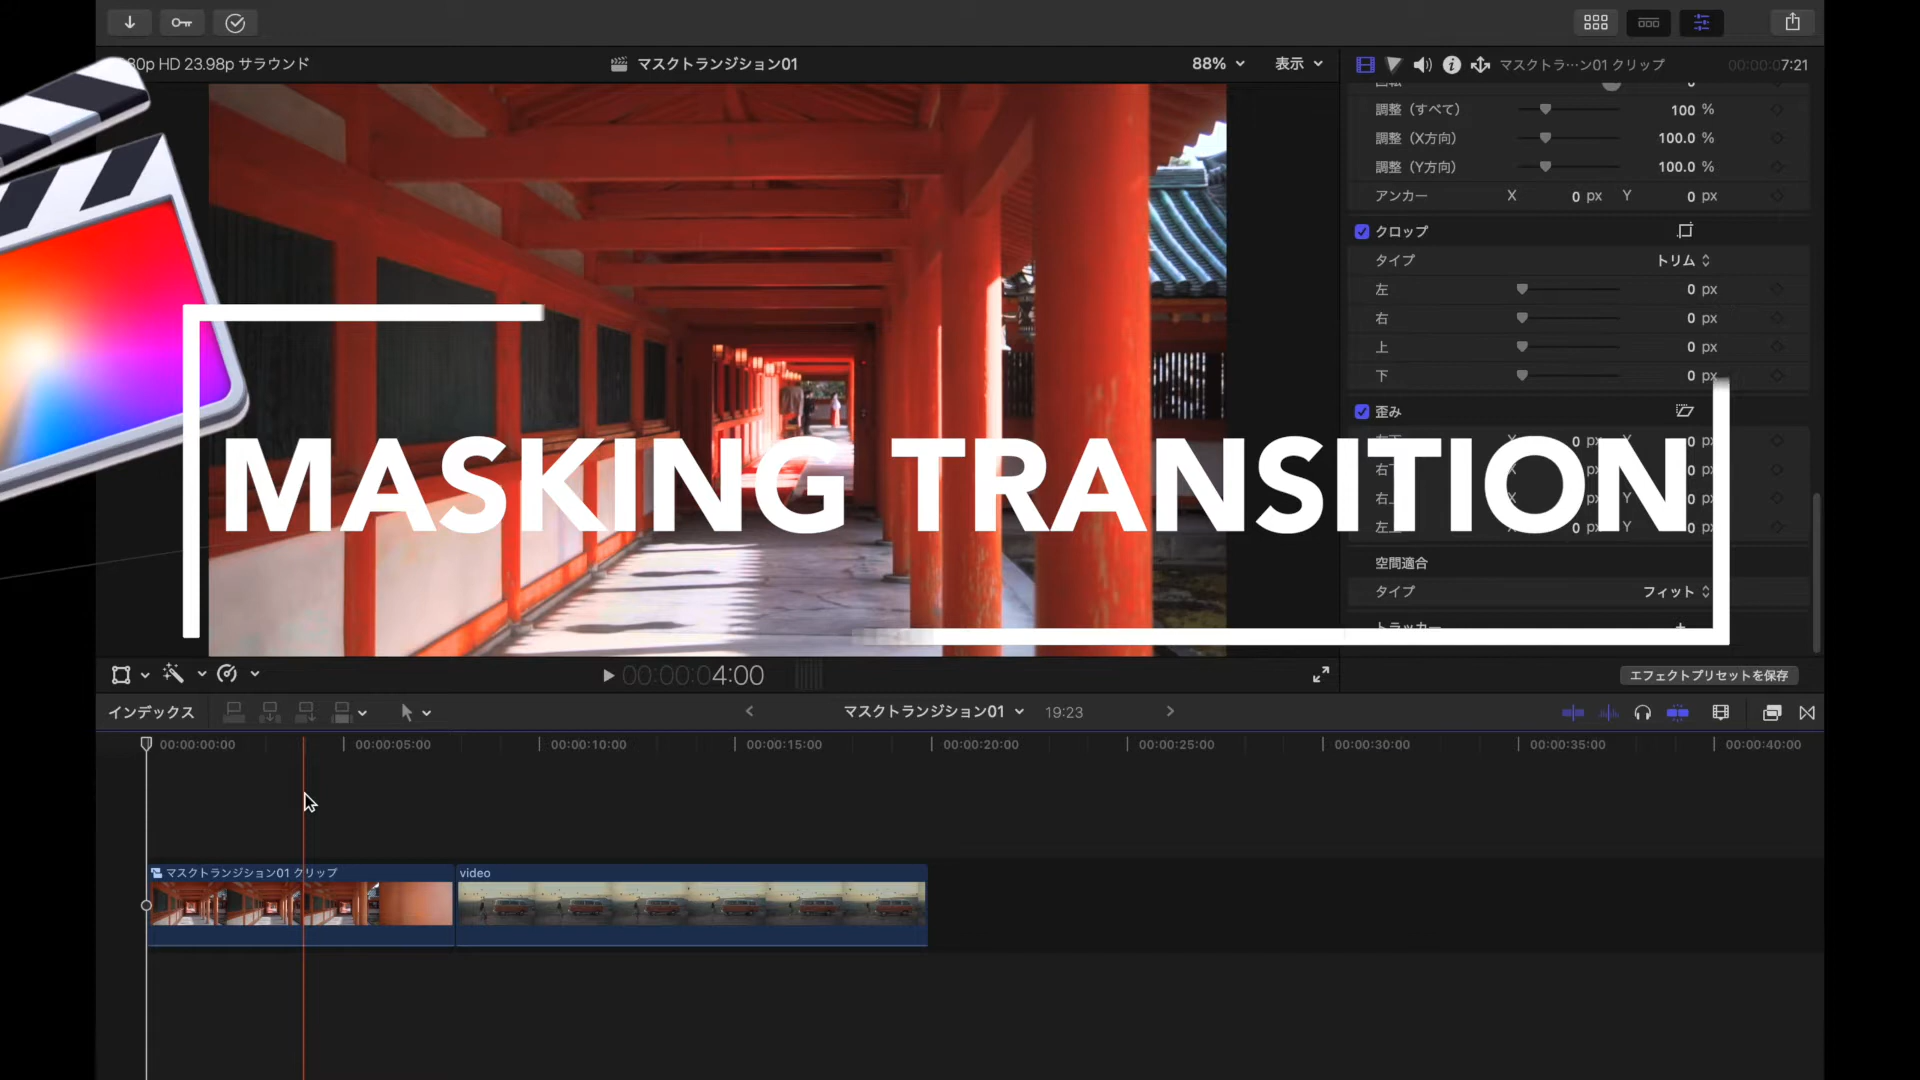 80p HD 23.98p サラウンド
マスクトランジション01
88%
表示
マスクトラ…ン01 クリップ
00:00:07:21
調整（すべて） 100 %
調整（X方向） 100.0 %
調整（Y方向） 100.0 %
アンカー X 0 px Y 0 px
クロップ
タイプ トリム
左 0 px
右 0 px
上 0 px
下 0 px
歪み
MASKING TRANSITION
空間適合
タイプ フィット
トラッカー
00:00:04:00
エフェクトプリセットを保存
インデックス
マスクトランジション01
19:23
00:00:00:00 00:00:05:00 00:00:10:00 00:00:15:00 00:00:20:00 00:00:25:00 00:00:30:00 00:00:35:00 00:00:40:00
マスクトランジション01 クリップ
video